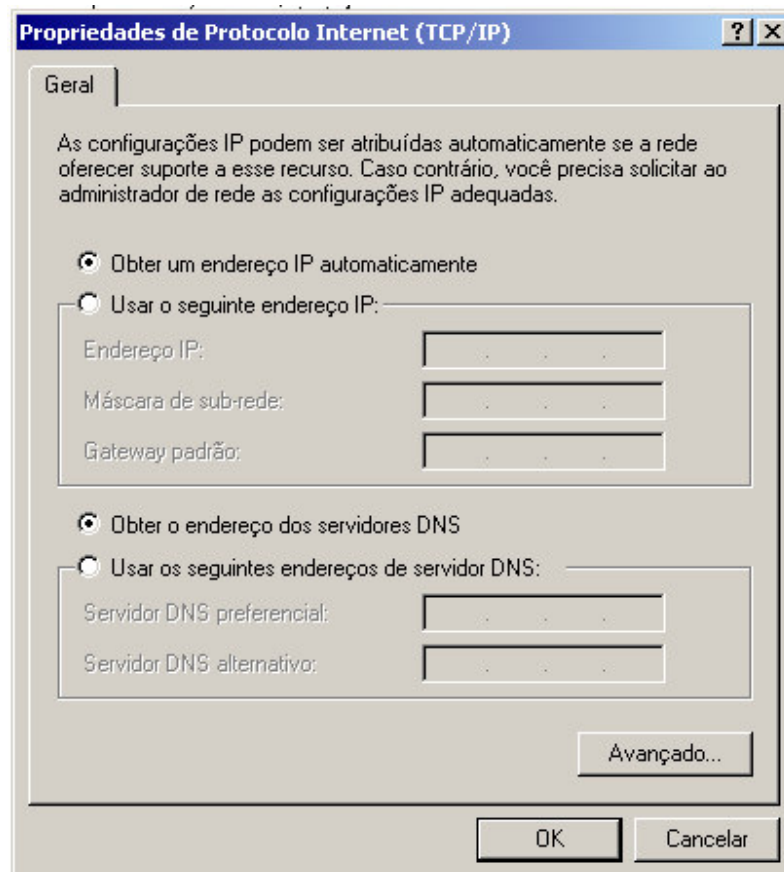 Propriedades de Protocolo Internet (TCP/IP)
Geral
As configurações IP podem ser atribuídas automaticamente se a rede
oferecer suporte a esse recurso. Caso contrário, você precisa solicitar ao
administrador de rede as configurações IP adequadas.
Obter um endereço IP automaticamente
Usar o seguinte endereço IP:
Endereço IP:
Máscara de sub-rede:
Gateway padrão:
Obter o endereço dos servidores DNS
Usar os seguintes endereços de servidor DNS:
Servidor DNS preferencial:
Servidor DNS alternativo:
Avançado...
OK
Cancelar